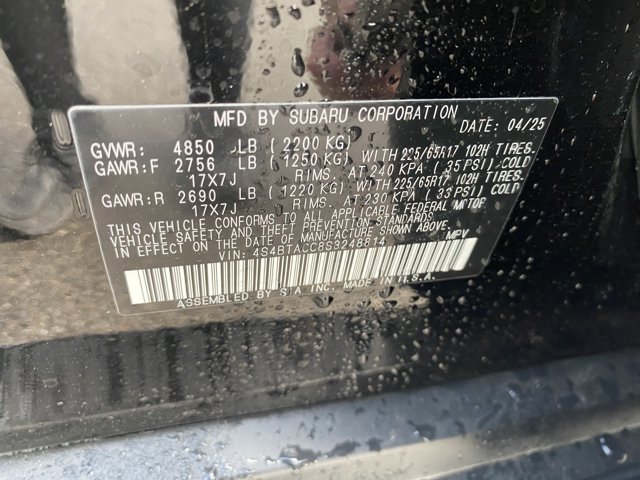 MFD BY SUBARU CORPORATION DATE: 04/25
GVWR: 4850 LB (2200 KG)
GAWR:F 2756 LB (1250 KG) WITH 225/65R17 102H TIRES.
17X7J RIMS. AT 240 KPA (35 PSI) COLD
GAWR:R 2690 LB (1220 KG) WITH 225/65R17 102H TIRES.
17X7J RIMS. AT 230 KPA (33 PSI) COLD
THIS VEHICLE CONFORMS TO ALL APPLICABLE FEDERAL MOTOR
VEHICLE SAFETY AND THEFT PREVENTION STANDARDS
IN EFFECT ON THE DATE OF MANUFACTURE SHOWN ABOVE.
VIN: 4S4BTACC8S3248814 MPV
ASSEMBLED BY S.I.A. INC. MADE IN U.S.A.